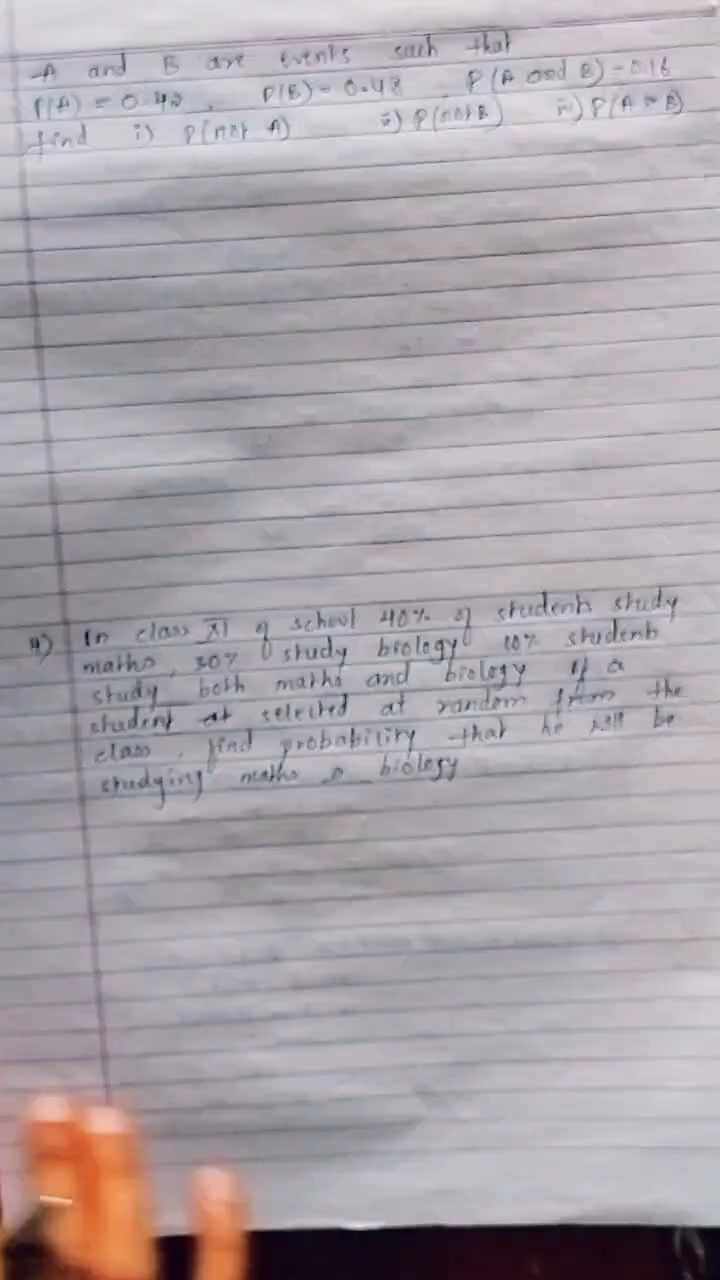 A and B are events such that
P(A) = 0.42, P(B) = 0.48, P(A and B) = 0.16
find i) P(not A) ii) P(not B) iii) P(A or B)
4) In class XI of school 40% of students study
maths, 30% study biology 10% students
study both maths and biology If a
student at selected at random from the
class, find probability that he will be
studying maths or biology